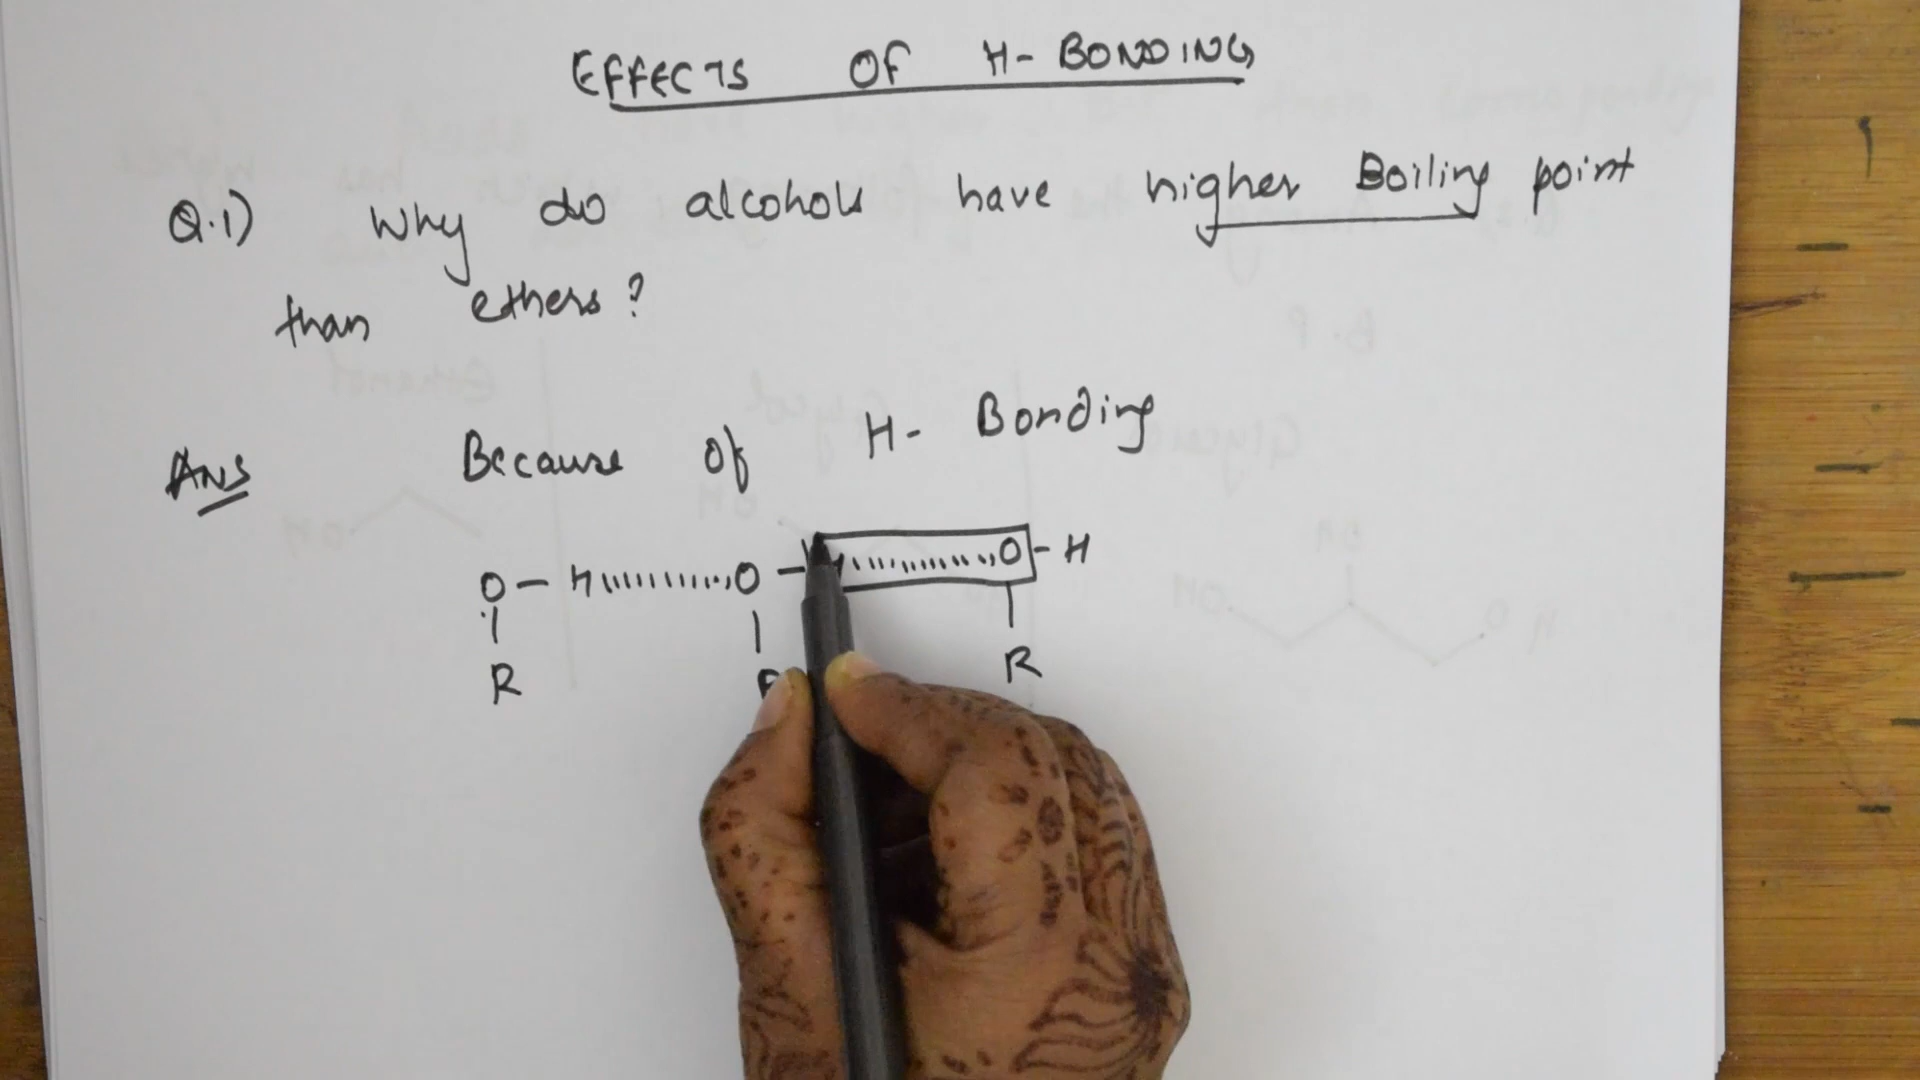 EFFECTS OF H-BONDING
Q.1) Why do alcohols have higher Boiling point
than ethers?
Ans Because of H-Bonding
O - H O - O - H
R R